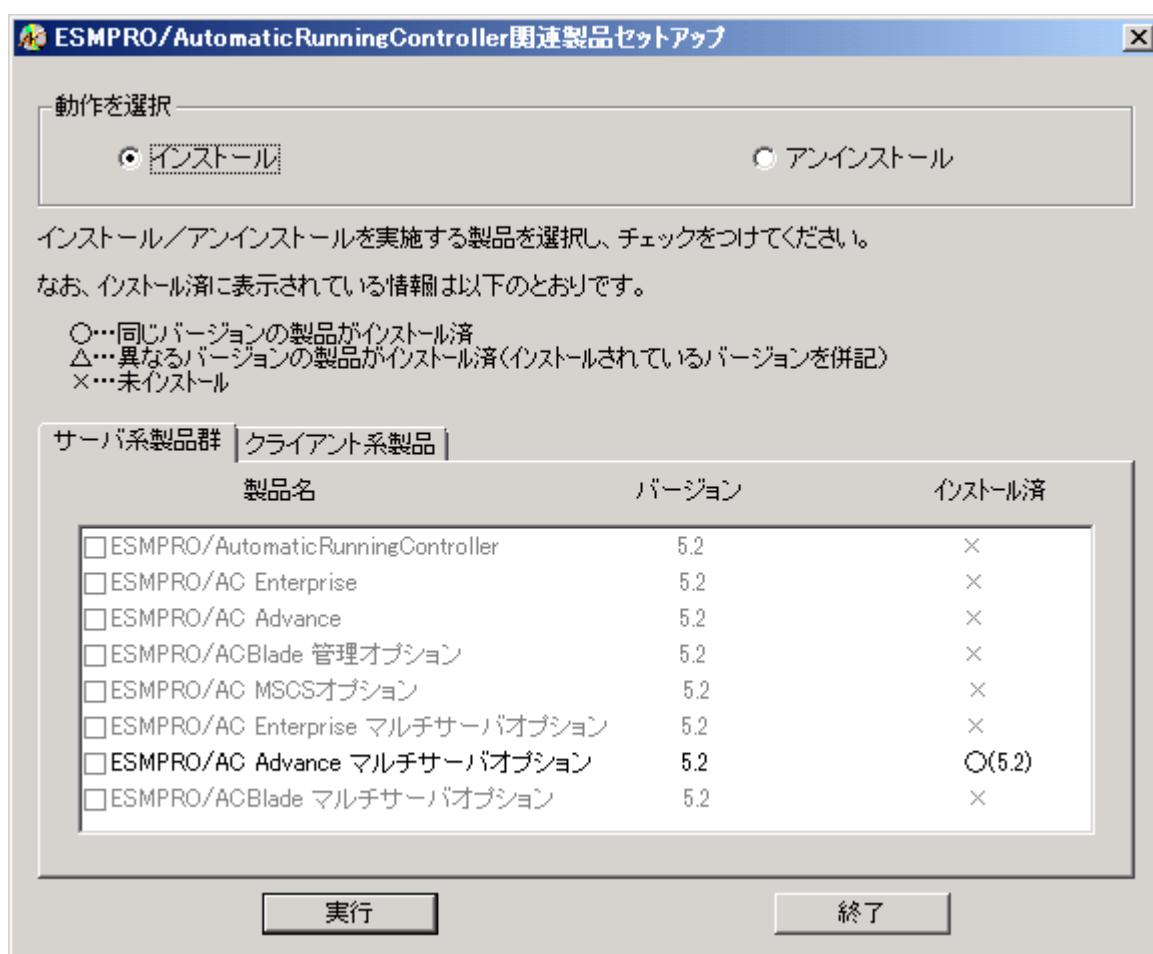 ESMPRO/AutomaticRunningController関連製品セットアップ
動作を選択
インストール アンインストール
インストール／アンインストールを実施する製品を選択し、チェックをつけてください。
なお、インストール済に表示されている情報は以下のとおりです。
○…同じバージョンの製品がインストール済
△…異なるバージョンの製品がインストール済(インストールされているバージョンを併記)
×…未インストール
サーバ系製品群 クライアント系製品
製品名 バージョン インストール済
ESMPRO/AutomaticRunningController 5.2 ×
ESMPRO/AC Enterprise 5.2 ×
ESMPRO/AC Advance 5.2 ×
ESMPRO/ACBlade 管理オプション 5.2 ×
ESMPRO/AC MSCSオプション 5.2 ×
ESMPRO/AC Enterprise マルチサーバオプション 5.2 ×
ESMPRO/AC Advance マルチサーバオプション 5.2 ○(5.2)
ESMPRO/ACBlade マルチサーバオプション 5.2 ×
実行 終了